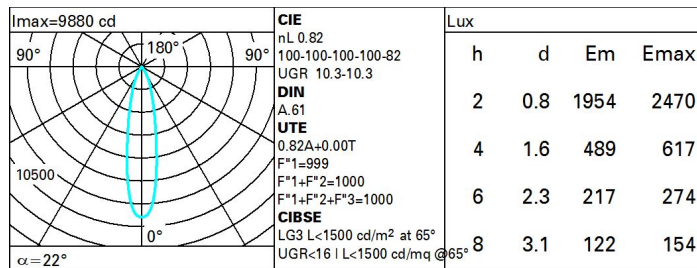 Imax=9880 cd
90°
180°
90°
10500
0°
α=22°
CIE
nL 0.82
100-100-100-100-82
UGR 10.3-10.3
DIN
A.61
UTE
0.82A+0.00T
F"1=999
F"1+F"2=1000
F"1+F"2+F"3=1000
CIBSE
LG3 L<1500 cd/m² at 65°
UGR<16 | L<1500 cd/mq @65°
Lux
h d Em Emax
2 0.8 1954 2470
4 1.6 489 617
6 2.3 217 274
8 3.1 122 154